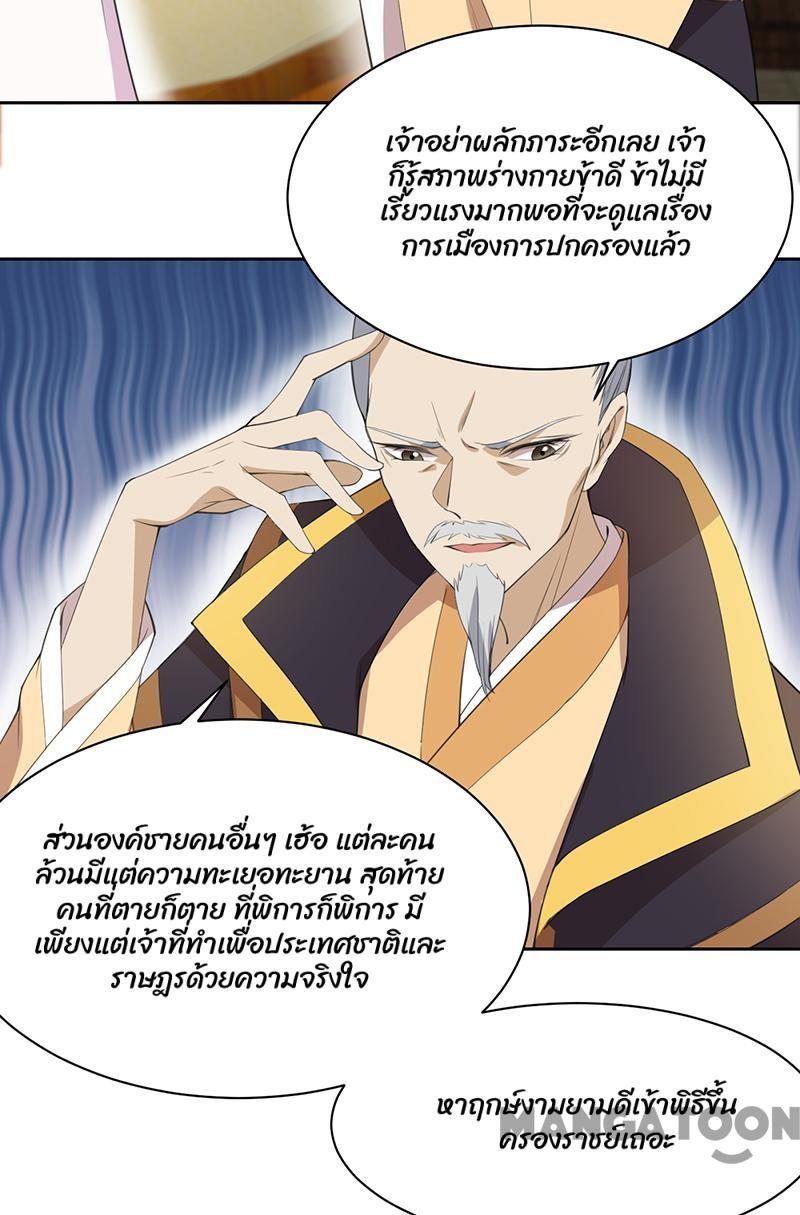 เจ้าอย่าผลักภาระอีกเลย เจ้า
ก็รู้สภาพร่างกายข้าดี ข้าไม่มี
เรี่ยวแรงมากพอที่จะดูแลเรื่อง
การเมืองการปกครองแล้ว
ส่วนองค์ชายคนอื่นๆ เฮ้อ แต่ละคน
ล้วนมีแต่ความทะเยอทะยาน สุดท้าย
คนที่ตายก็ตาย ที่พิการก็พิการ มี
เพียงแต่เจ้าที่ทำเพื่อประเทศชาติและ
ราษฎรด้วยความจริงใจ
หาฤกษ์งามยามดีเข้าพิธีขึ้น
ครองราชย์เถอะ
MANGATOON